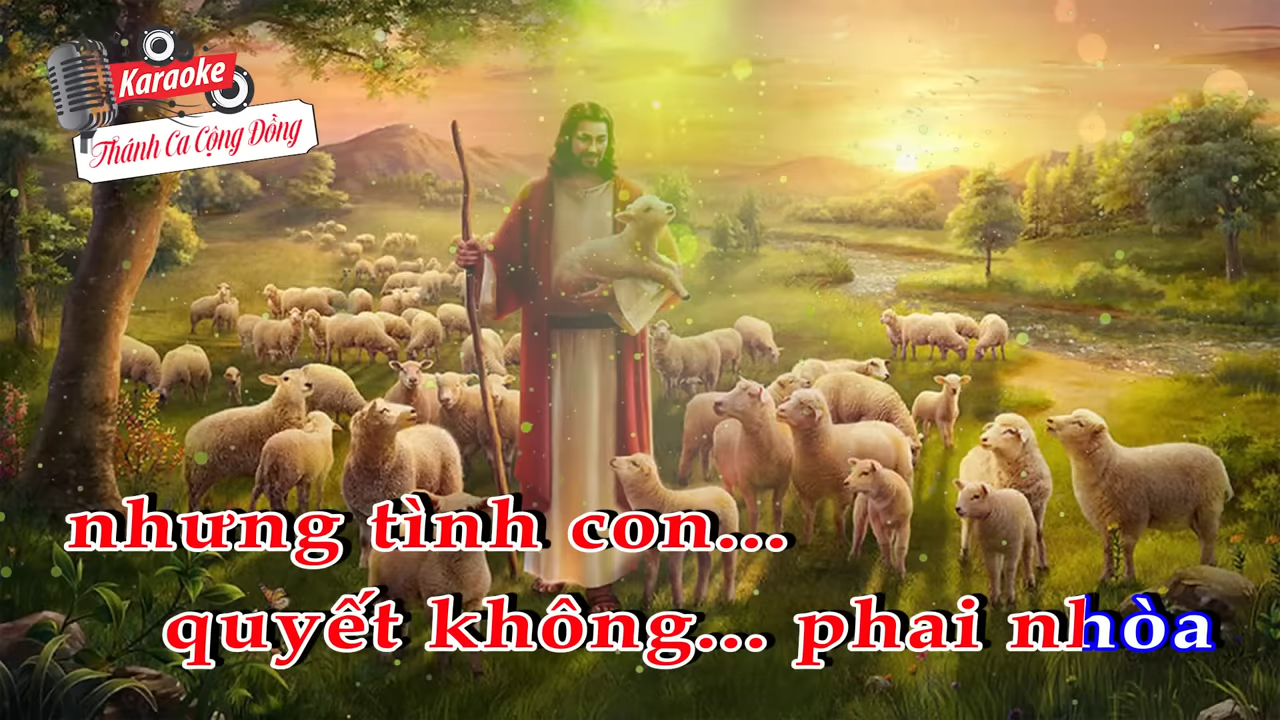 Karaoke
Thánh Ca Cộng Đồng
nhưng tình con...
quyết không... phai nhòa